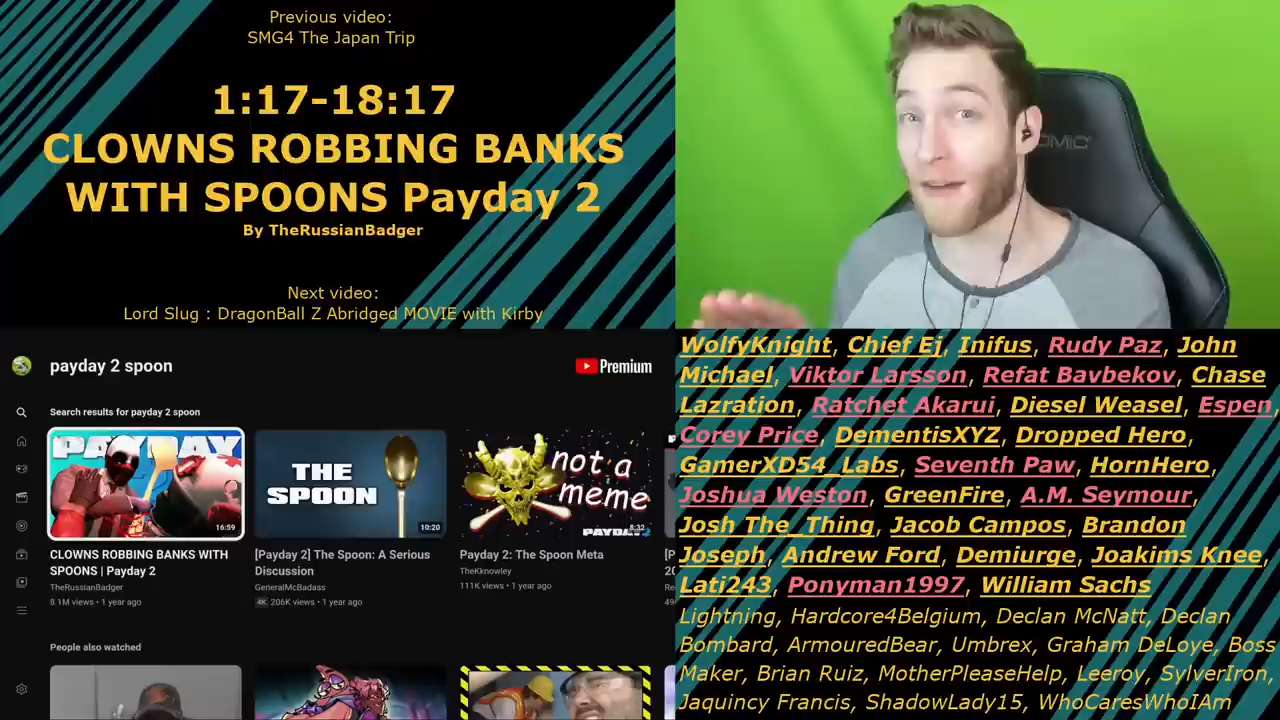 Previous video:
SMG4 The Japan Trip
1:17-18:17
CLOWNS ROBBING BANKS
WITH SPOONS Payday 2
By TheRussianBadger
Next video:
Lord Slug : DragonBall Z Abridged MOVIE with Kirby
payday 2 spoon
Premium
Search results for payday 2 spoon
PAYDAY
16:59
THE
SPOON
10:20
not a
meme
PAYDAY 2
8:32
CLOWNS ROBBING BANKS WITH
SPOONS | Payday 2
TheRussianBadger
8.1M views • 1 year ago
[Payday 2] The Spoon: A Serious
Discussion
GeneralMcBadass
4K 206K views • 1 year ago
Payday 2: The Spoon Meta
TheKknowley
111K views • 1 year ago
People also watched
WolfyKnight, Chief Ej, Inifus, Rudy Paz, John
Michael, Viktor Larsson, Refat Bavbekov, Chase
Lazration, Ratchet Akarui, Diesel Weasel, Espen,
Corey Price, DementisXYZ, Dropped Hero,
GamerXD54_Labs, Seventh Paw, HornHero,
Joshua Weston, GreenFire, A.M. Seymour,
Josh The_Thing, Jacob Campos, Brandon
Joseph, Andrew Ford, Demiurge, Joakims Knee,
Lati243, Ponyman1997, William Sachs
Lightning, Hardcore4Belgium, Declan McNatt, Declan
Bombard, ArmouredBear, Umbrex, Graham DeLoye, Boss
Maker, Brian Ruiz, MotherPleaseHelp, Leeroy, SylverIron,
Jaquincy Francis, ShadowLady15, WhoCaresWhoIAm